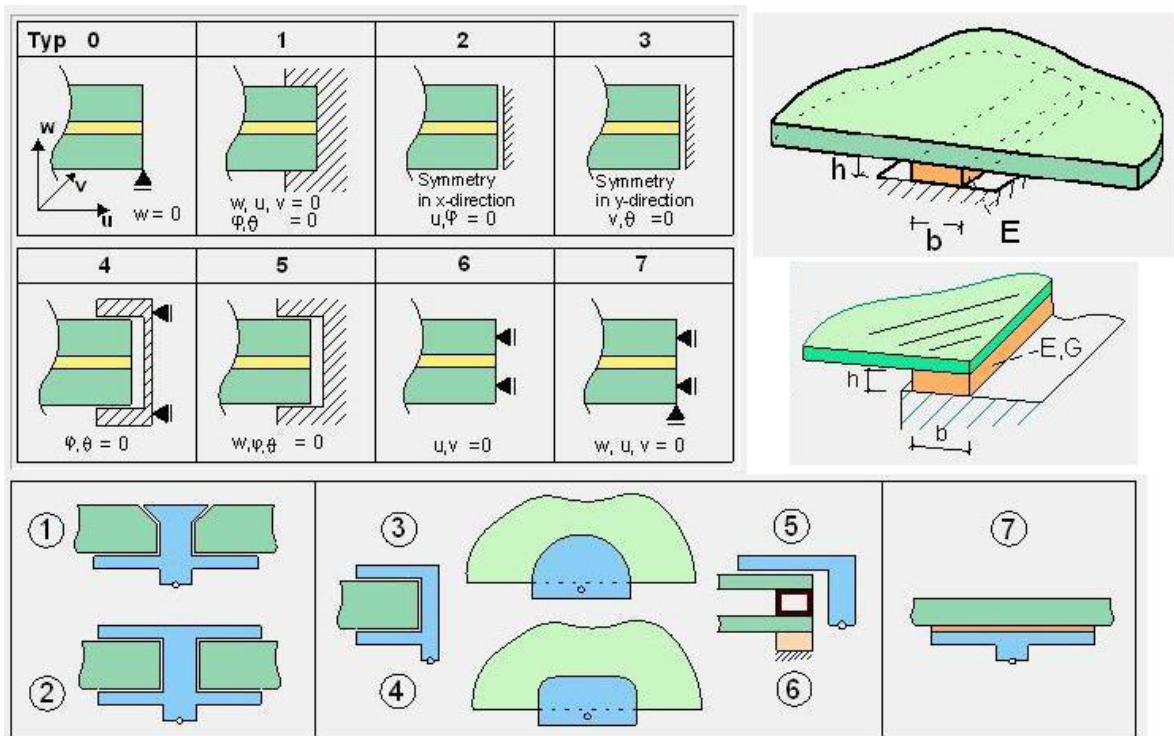 Typ 0 1 2 3
w
v
u
w = 0
w, u, v = 0
φ,θ = 0
Symmetry
in x-direction
u,φ = 0
Symmetry
in y-direction
v,θ =0
4 5 6 7
φ,θ = 0
w,φ,θ = 0
u,v =0
w, u, v = 0
h
b
E
E,G
h
b
1
2
3
4
5
6
7